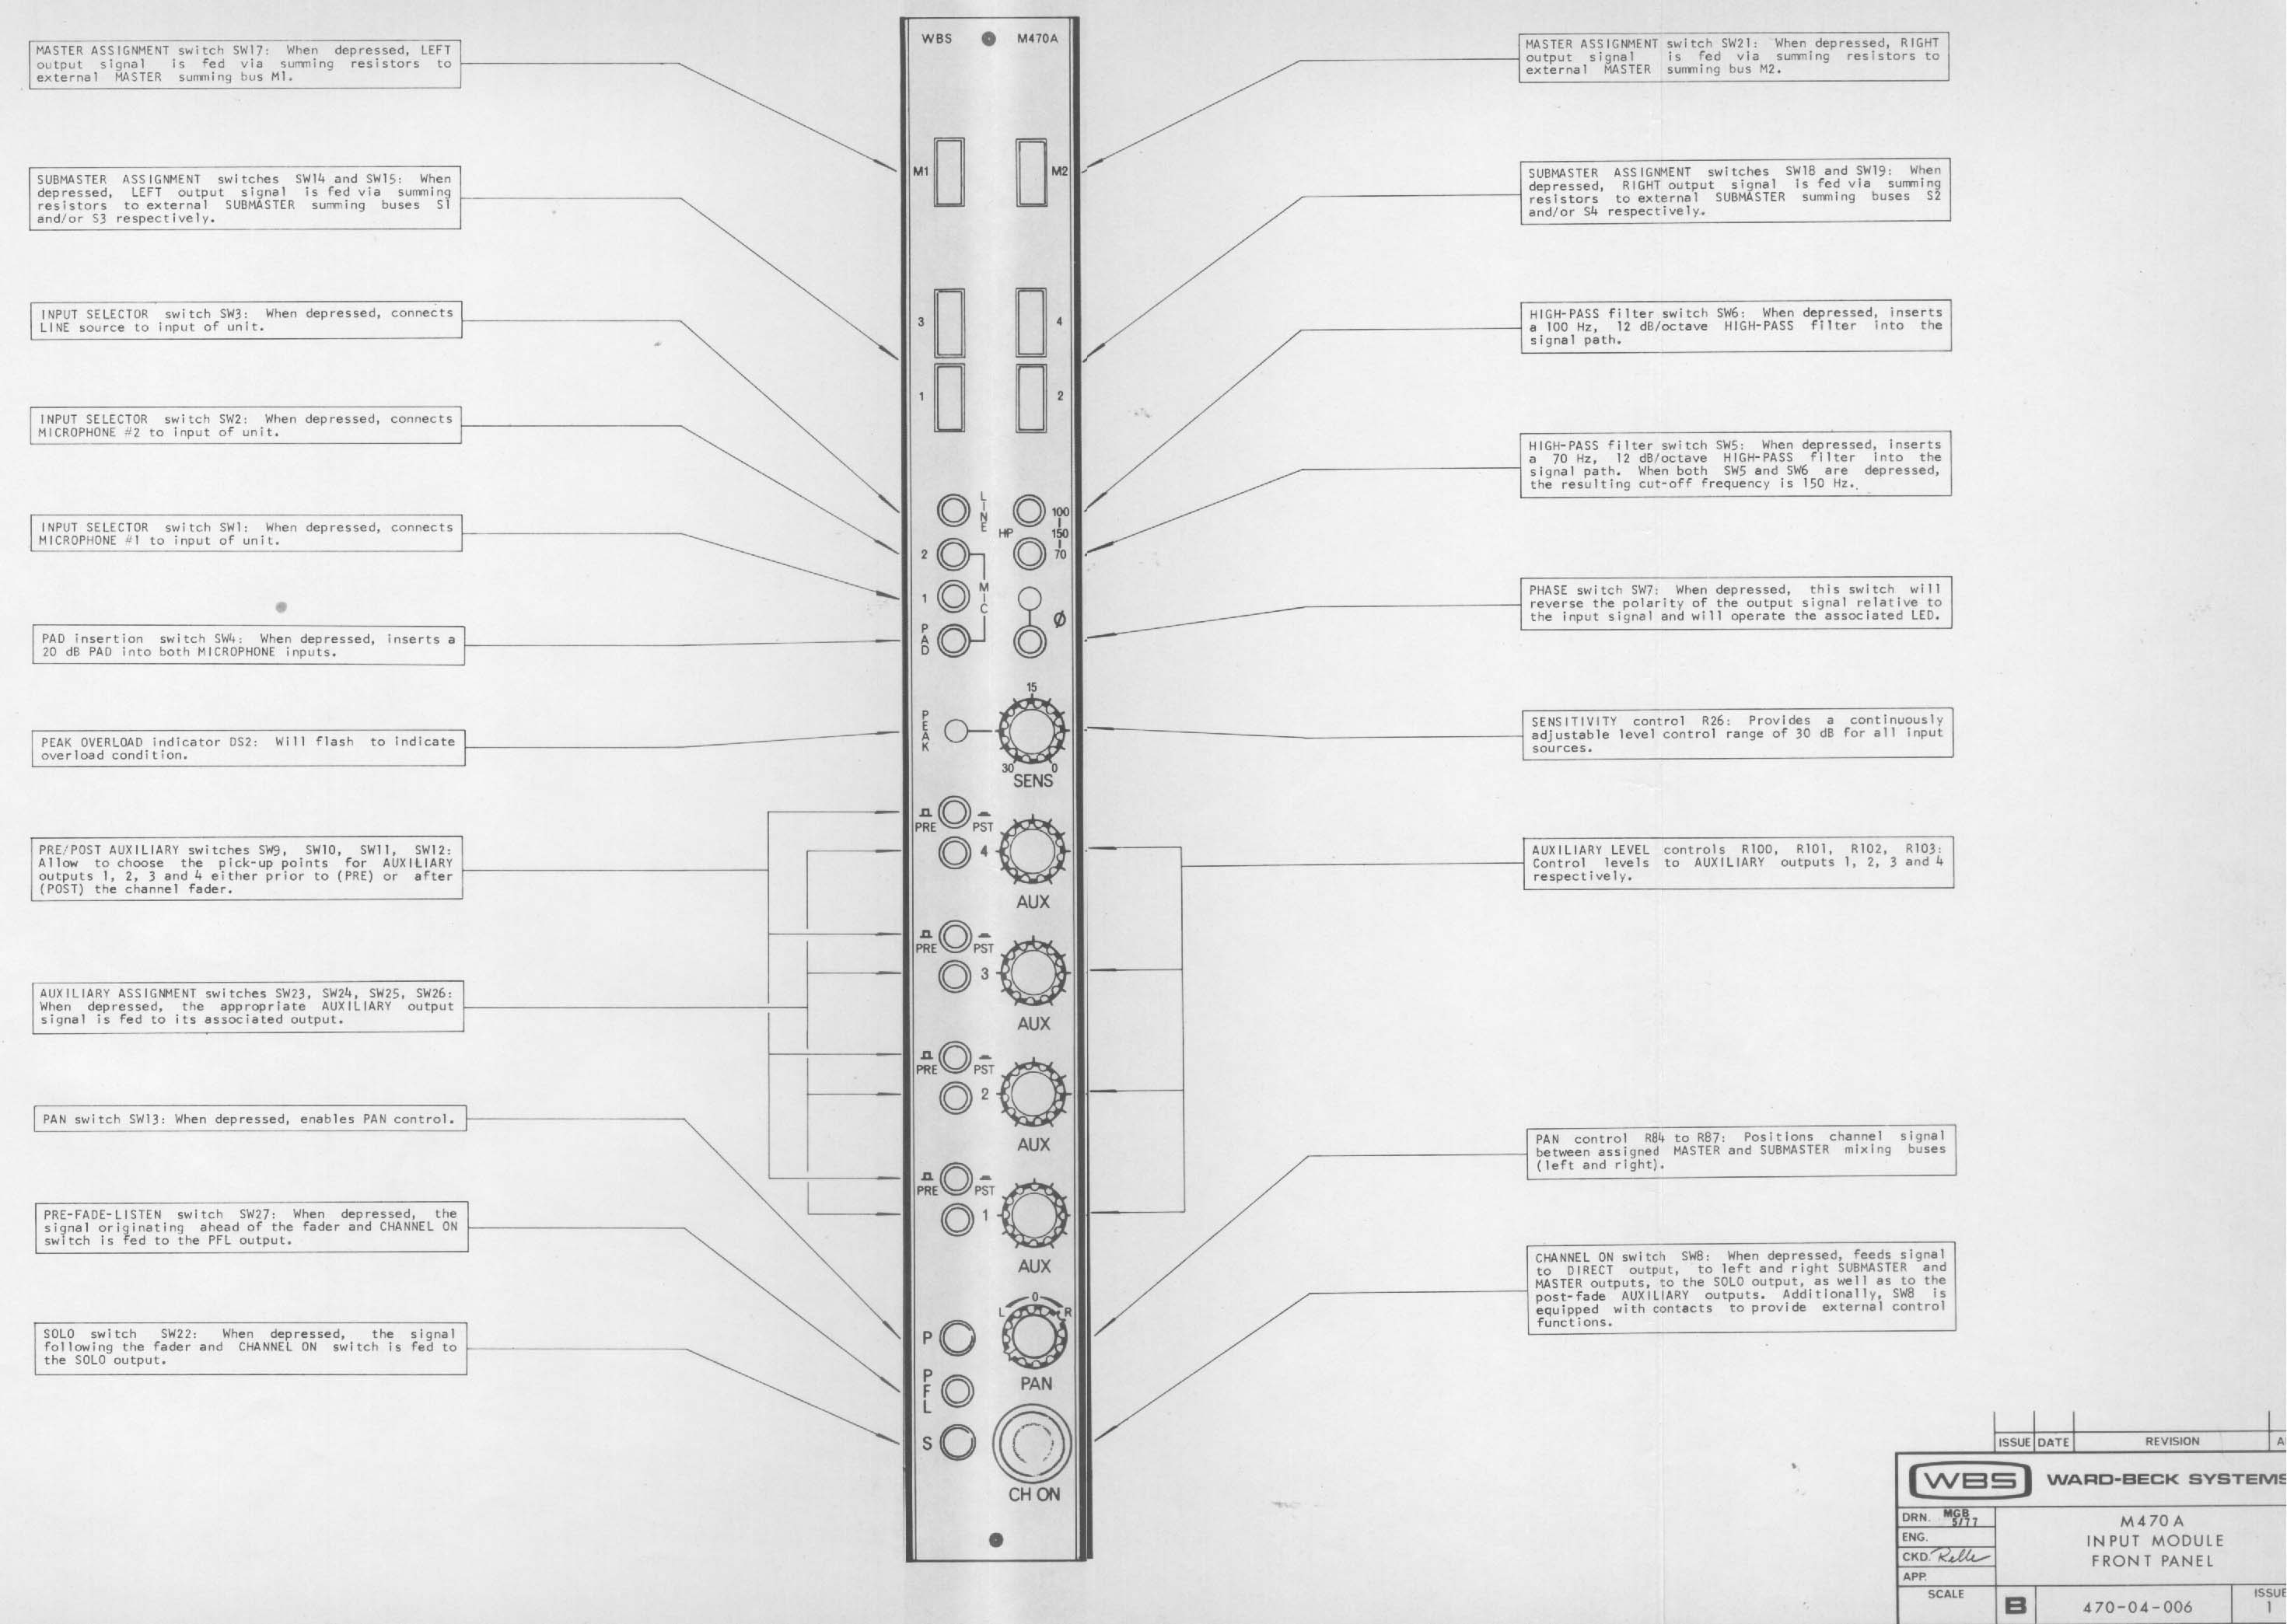 MASTER ASSIGNMENT switch SW17: When depressed, LEFT
output signal is fed via summing resistors to
external MASTER summing bus M1.
SUBMASTER ASSIGNMENT switches SW14 and SW15: When
depressed, LEFT output signal is fed via summing
resistors to external SUBMASTER summing buses S1
and/or S3 respectively.
INPUT SELECTOR switch SW3: When depressed, connects
LINE source to input of unit.
INPUT SELECTOR switch SW2: When depressed, connects
MICROPHONE #2 to input of unit.
INPUT SELECTOR switch SW1: When depressed, connects
MICROPHONE #1 to input of unit.
PAD insertion switch SW4: When depressed, inserts a
20 dB PAD into both MICROPHONE inputs.
PEAK OVERLOAD indicator DS2: Will flash to indicate
overload condition.
PRE/POST AUXILIARY switches SW9, SW10, SW11, SW12:
Allow to choose the pick-up points for AUXILIARY
outputs 1, 2, 3 and 4 either prior to (PRE) or after
(POST) the channel fader.
AUXILIARY ASSIGNMENT switches SW23, SW24, SW25, SW26:
When depressed, the appropriate AUXILIARY output
signal is fed to its associated output.
PAN switch SW13: When depressed, enables PAN control.
PRE-FADE-LISTEN switch SW27: When depressed, the
signal originating ahead of the fader and CHANNEL ON
switch is fed to the PFL output.
SOLO switch SW22: When depressed, the signal
following the fader and CHANNEL ON switch is fed to
the SOLO output.
WBS M470A
M1 M2
3 4
1 2
LINE 100
HP 150
2 70
1 MIC
PAD Ø
15
PEAK
30 0
SENS
PRE PST
4
AUX
PRE PST
3
AUX
PRE PST
2
AUX
PRE PST
1
AUX
0
L R
P
PAN
PFL
S
CH ON
MASTER ASSIGNMENT switch SW21: When depressed, RIGHT
output signal is fed via summing resistors to
external MASTER summing bus M2.
SUBMASTER ASSIGNMENT switches SW18 and SW19: When
depressed, RIGHT output signal is fed via summing
resistors to external SUBMASTER summing buses S2
and/or S4 respectively.
HIGH-PASS filter switch SW6: When depressed, inserts
a 100 Hz, 12 dB/octave HIGH-PASS filter into the
signal path.
HIGH-PASS filter switch SW5: When depressed, inserts
a 70 Hz, 12 dB/octave HIGH-PASS filter into the
signal path. When both SW5 and SW6 are depressed,
the resulting cut-off frequency is 150 Hz.
PHASE switch SW7: When depressed, this switch will
reverse the polarity of the output signal relative to
the input signal and will operate the associated LED.
SENSITIVITY control R26: Provides a continuously
adjustable level control range of 30 dB for all input
sources.
AUXILIARY LEVEL controls R100, R101, R102, R103:
Control levels to AUXILIARY outputs 1, 2, 3 and 4
respectively.
PAN control R84 to R87: Positions channel signal
between assigned MASTER and SUBMASTER mixing buses
(left and right).
CHANNEL ON switch SW8: When depressed, feeds signal
to DIRECT output, to left and right SUBMASTER and
MASTER outputs, to the SOLO output, as well as to the
post-fade AUXILIARY outputs. Additionally, SW8 is
equipped with contacts to provide external control
functions.
ISSUE DATE REVISION A
WBS WARD-BECK SYSTEMS
DRN. MGB 5/77
ENG.
CKD.
APP.
M470A
INPUT MODULE
FRONT PANEL
SCALE
B 470-04-006
ISSUE
1